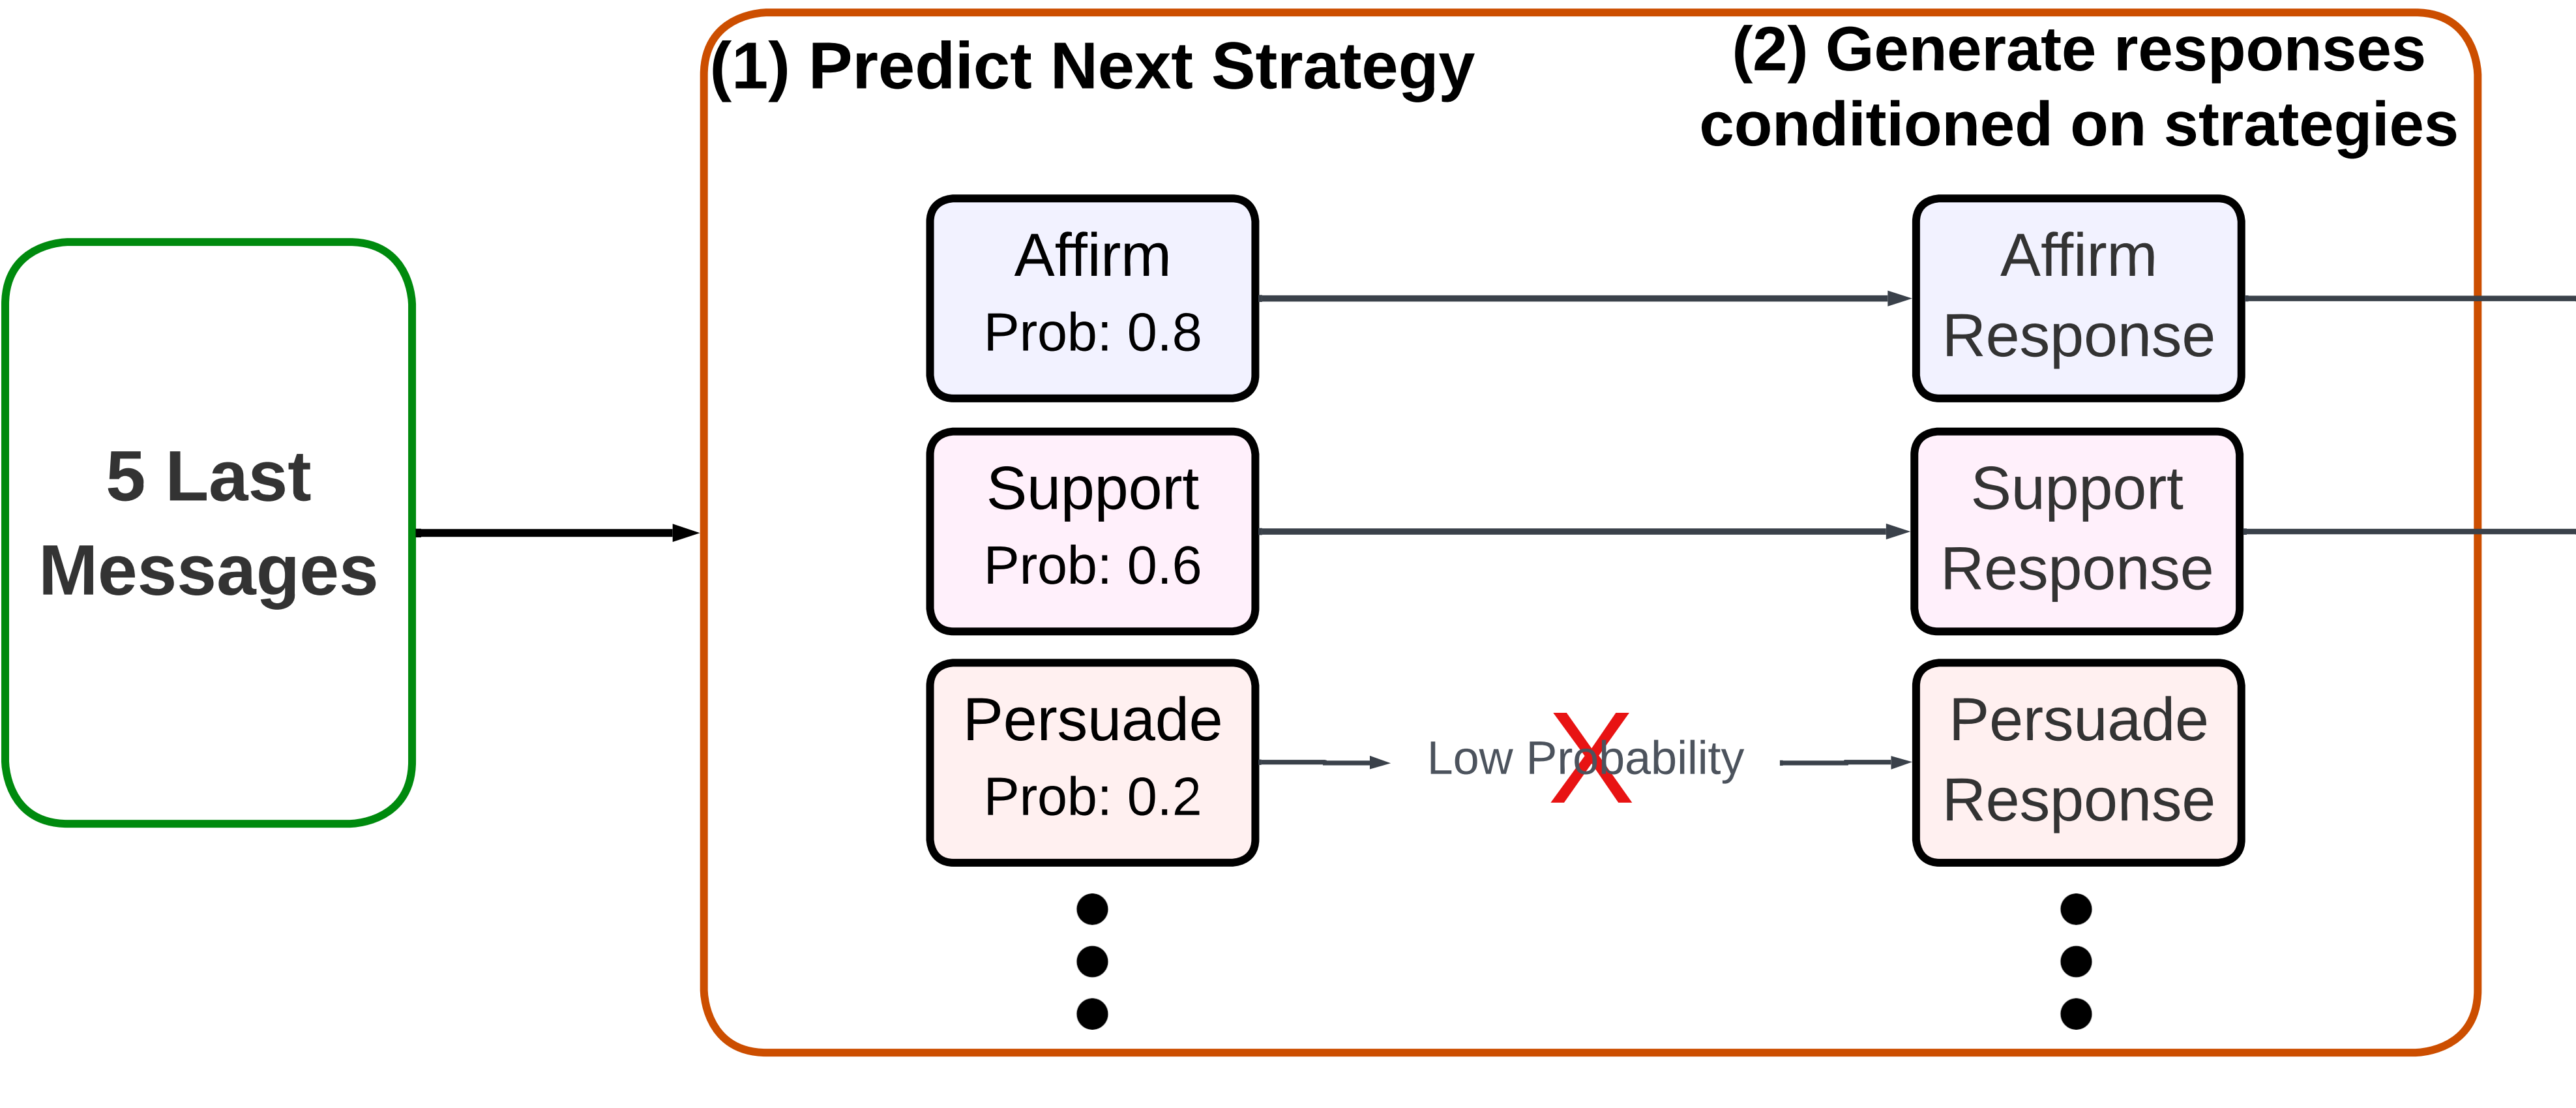 5 Last
Messages
(1) Predict Next Strategy
(2) Generate responses
conditioned on strategies
Affirm
Prob: 0.8
Affirm
Response
Support
Prob: 0.6
Support
Response
Persuade
Prob: 0.2
Low Probability
X
Persuade
Response